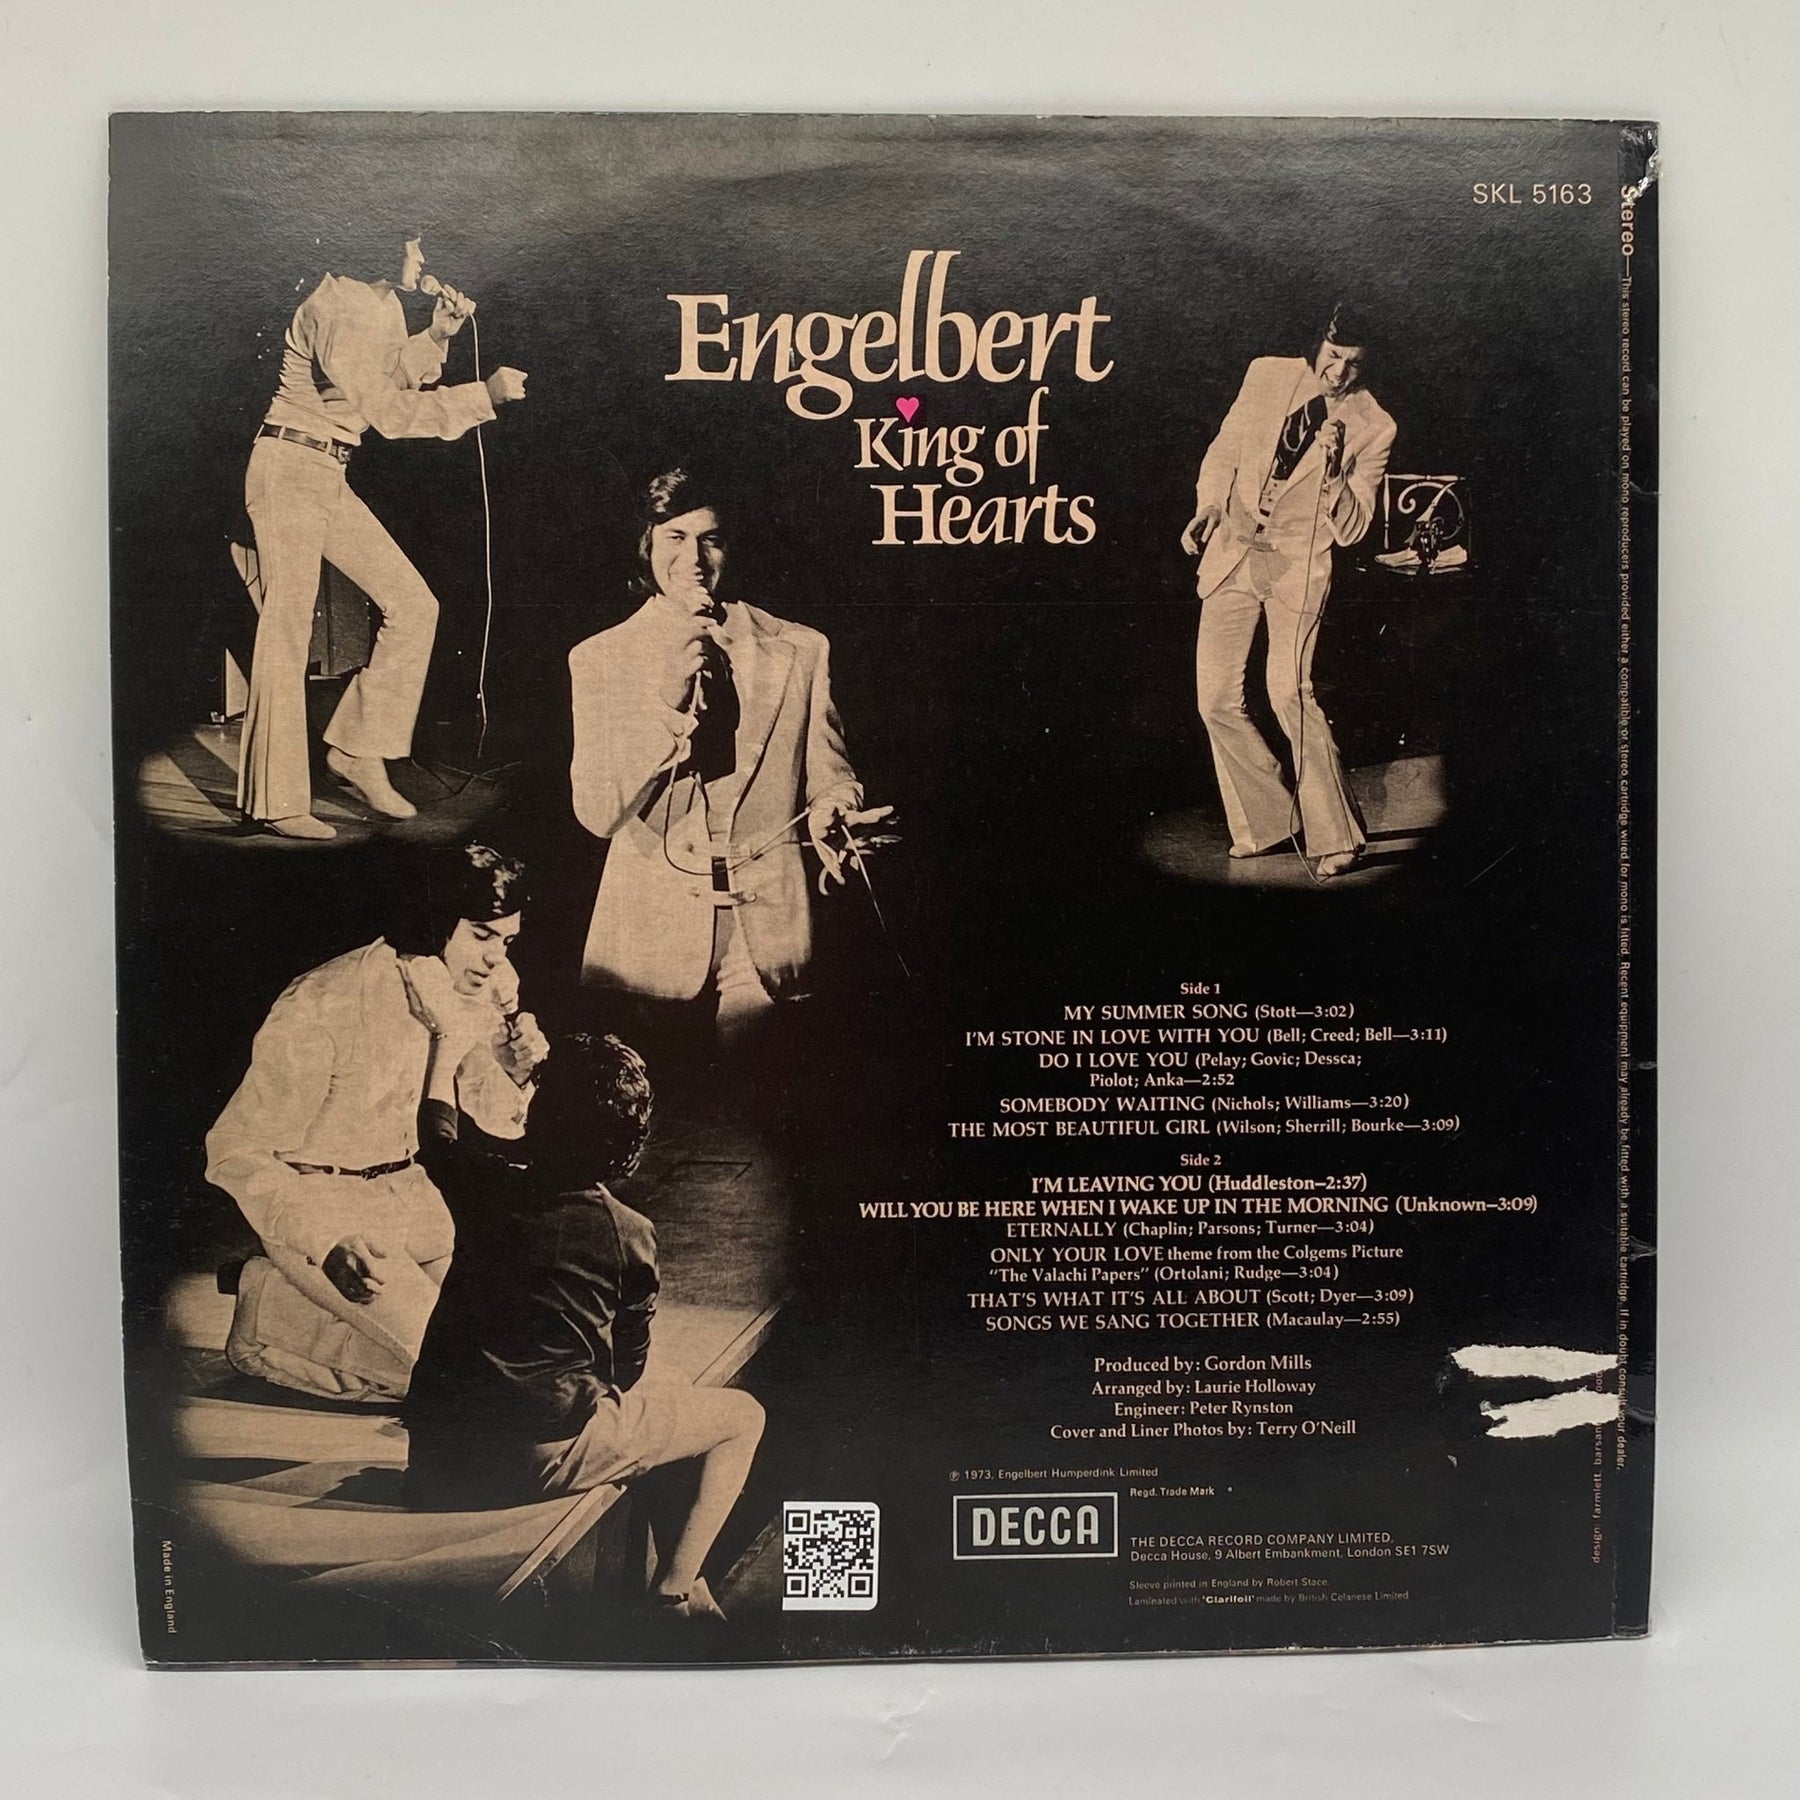 SKL 5163
Engelbert
King of
Hearts
Side 1
MY SUMMER SONG (Stott—3:02)
I'M STONE IN LOVE WITH YOU (Bell; Creed; Bell—3:11)
DO I LOVE YOU (Pelay; Govic; Dessca;
Piolot; Anka—2:52
SOMEBODY WAITING (Nichols; Williams—3:20)
THE MOST BEAUTIFUL GIRL (Wilson; Sherrill; Bourke—3:09)
Side 2
I'M LEAVING YOU (Huddleston—2:37)
WILL YOU BE HERE WHEN I WAKE UP IN THE MORNING (Unknown—3:09)
ETERNALLY (Chaplin; Parsons; Turner—3:04)
ONLY YOUR LOVE theme from the Colgems Picture
"The Valachi Papers" (Ortolani; Rudge—3:04)
THAT'S WHAT IT'S ALL ABOUT (Scott; Dyer—3:09)
SONGS WE SANG TOGETHER (Macaulay—2:55)
Produced by: Gordon Mills
Arranged by: Laurie Holloway
Engineer: Peter Rynston
Cover and Liner Photos by: Terry O'Neill
℗ 1973, Engelbert Humperdink Limited
DECCA
Regd. Trade Mark
THE DECCA RECORD COMPANY LIMITED,
Decca House, 9 Albert Embankment, London SE1 7SW
Sleeve printed in England by Robert Stace.
Laminated with 'Clarifoil' made by British Celanese Limited
Made in England
design: farmlett, barsan
Stereo—This stereo record can be played on mono reproducers provided either a compatible or stereo cartridge wired for mono is fitted. Recent equipment may already be fitted with a suitable cartridge. If in doubt consult your dealer.